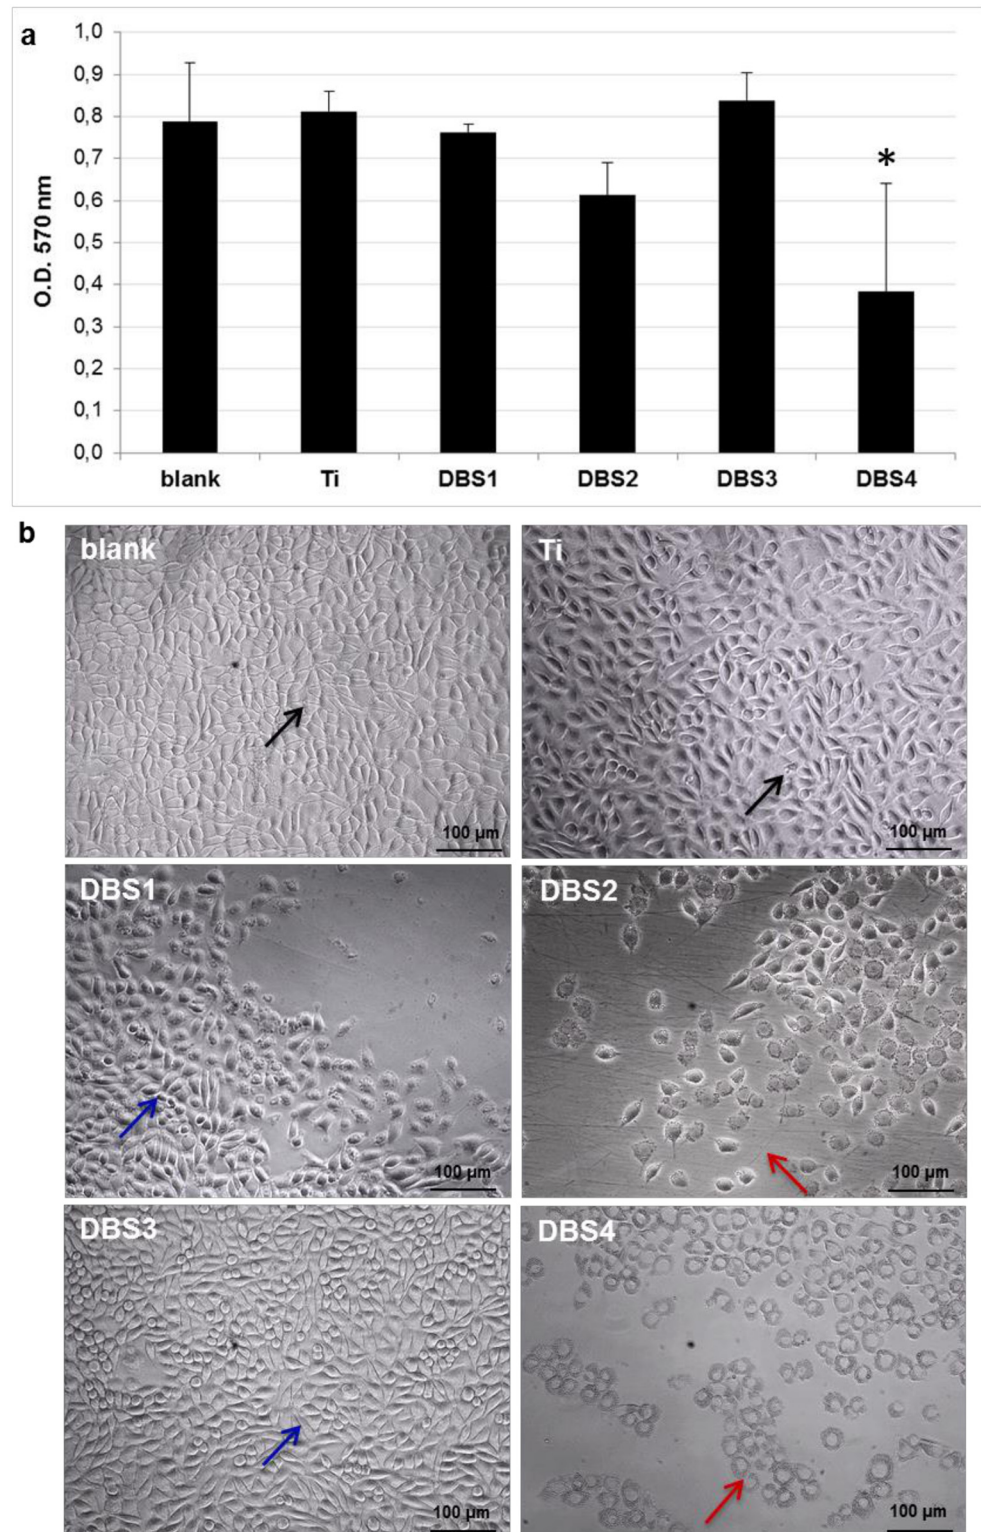 a
1,0
0,9
0,8
0,7
0,6
0,5
0,4
0,3
0,2
0,1
0,0
O.D. 570 nm
*
blank Ti DBS1 DBS2 DBS3 DBS4
b
blank
100 µm
Ti
100 µm
DBS1
100 µm
DBS2
100 µm
DBS3
100 µm
DBS4
100 µm